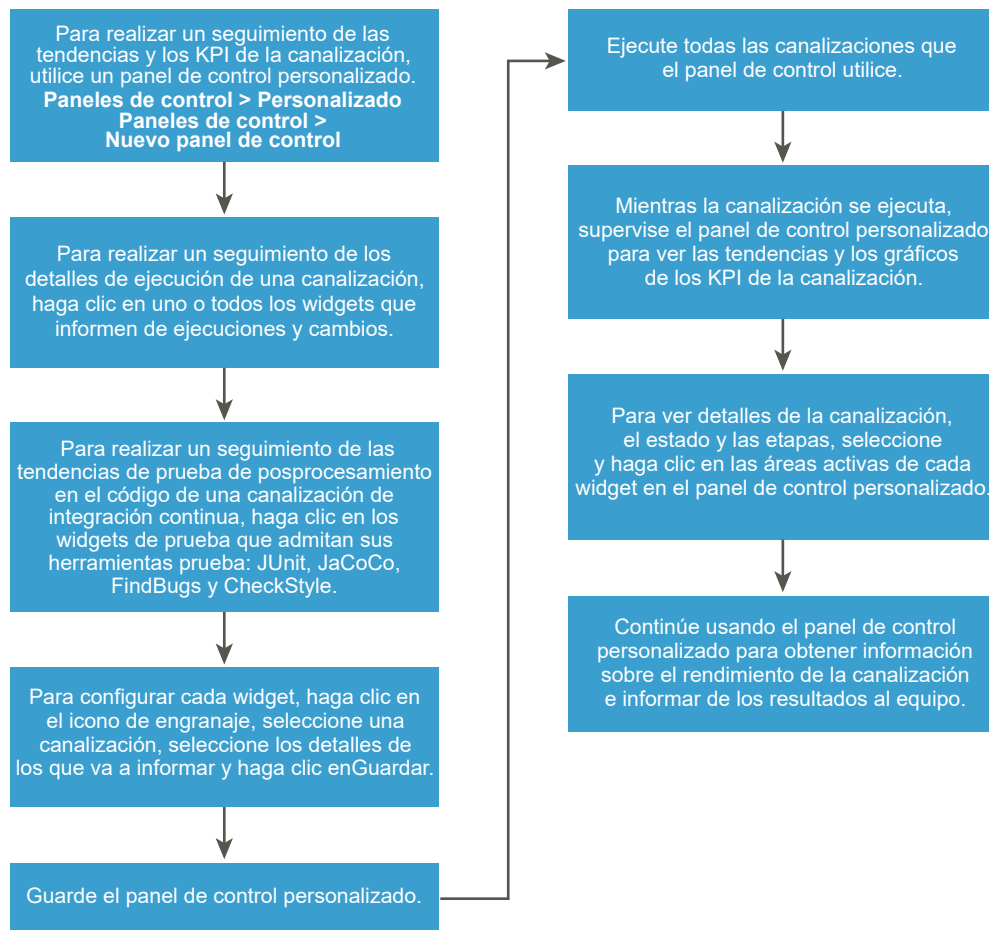 Para realizar un seguimiento de las
tendencias y los KPI de la canalización,
utilice un panel de control personalizado.
Paneles de control > Personalizado
Paneles de control >
Nuevo panel de control
Para realizar un seguimiento de los
detalles de ejecución de una canalización,
haga clic en uno o todos los widgets que
informen de ejecuciones y cambios.
Para realizar un seguimiento de las
tendencias de prueba de posprocesamiento
en el código de una canalización de
integración continua, haga clic en los
widgets de prueba que admitan sus
herramientas prueba: JUnit, JaCoCo,
FindBugs y CheckStyle.
Para configurar cada widget, haga clic en
el icono de engranaje, seleccione una
canalización, seleccione los detalles de
los que va a informar y haga clic enGuardar.
Guarde el panel de control personalizado.
Ejecute todas las canalizaciones que
el panel de control utilice.
Mientras la canalización se ejecuta,
supervise el panel de control personalizado
para ver las tendencias y los gráficos
de los KPI de la canalización.
Para ver detalles de la canalización,
el estado y las etapas, seleccione
y haga clic en las áreas activas de cada
widget en el panel de control personalizado.
Continúe usando el panel de control
personalizado para obtener información
sobre el rendimiento de la canalización
e informar de los resultados al equipo.